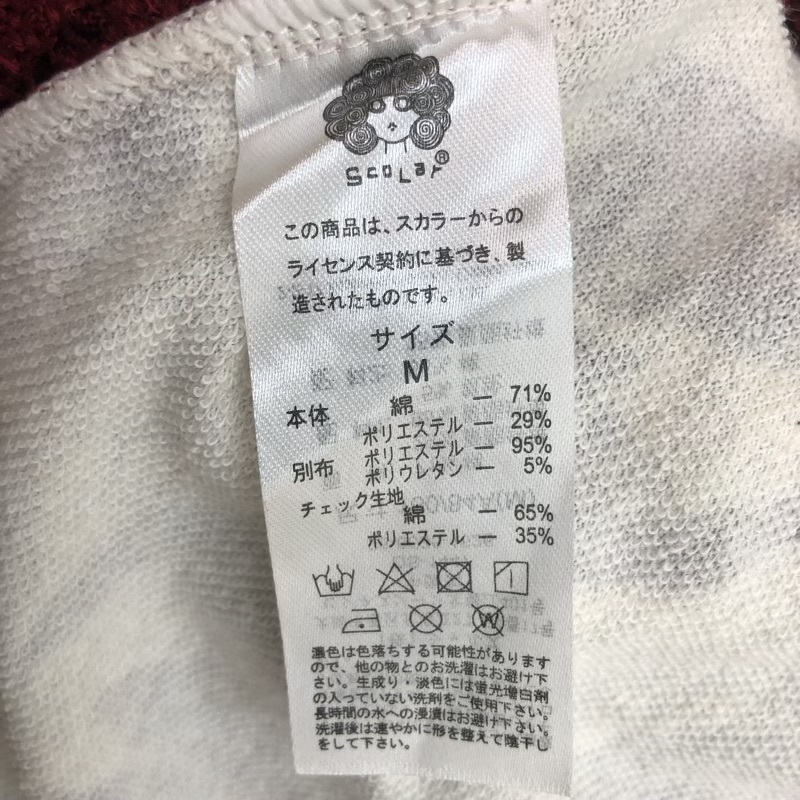 ScoLar®
この商品は、スカラーからの
ライセンス契約に基づき、製
造されたものです。
サイズ
M
本体 綿 — 71%
ポリエステル — 29%
別布 ポリエステル — 95%
ポリウレタン — 5%
チェック生地
綿 — 65%
ポリエステル — 35%
W
濃色は色落ちする可能性があります
ので、他の物とのお洗濯はお避け下
さい。生成り・淡色には蛍光増白剤
の入っていない洗剤をご使用下さい。
長時間の水への浸漬はお避け下さい。
洗濯後は速やかに形を整えて陰干し
をして下さい。